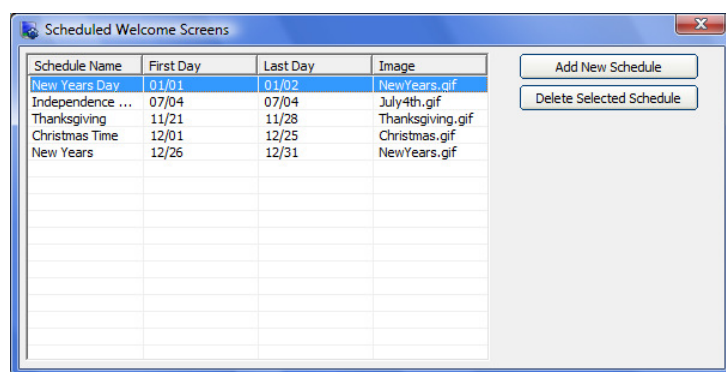 Scheduled Welcome Screens
Schedule Name First Day Last Day Image
New Years Day 01/01 01/02 NewYears.gif
Independence ... 07/04 07/04 July4th.gif
Thanksgiving 11/21 11/28 Thanksgiving.gif
Christmas Time 12/01 12/25 Christmas.gif
New Years 12/26 12/31 NewYears.gif
Add New Schedule
Delete Selected Schedule